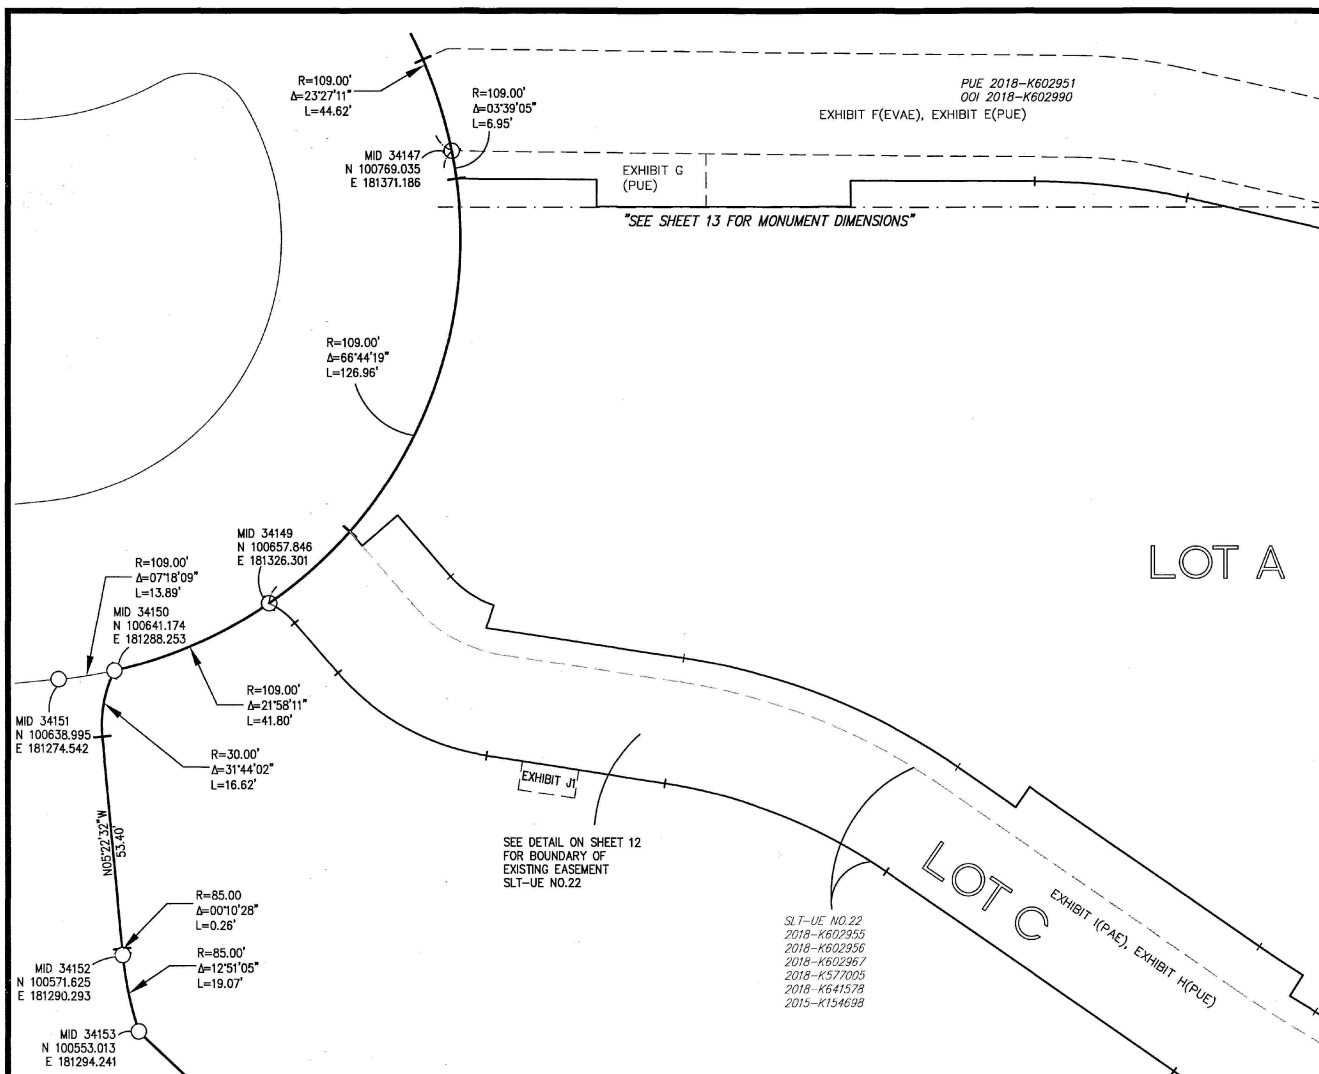 R=109.00'
Δ=23°27'11"
L=44.62'
R=109.00'
Δ=03°39'05"
L=6.95'
PUE 2018-K602951
OOI 2018-K602990
EXHIBIT F(EVAE), EXHIBIT E(PUE)
MID 34147
N 100769.035
E 181371.186
EXHIBIT G
(PUE)
"SEE SHEET 13 FOR MONUMENT DIMENSIONS"
R=109.00'
Δ=66°44'19"
L=126.96'
MID 34149
N 100657.846
E 181326.301
LOT A
R=109.00'
Δ=07°18'09"
L=13.89'
MID 34150
N 100641.174
E 181288.253
R=109.00'
Δ=21°58'11"
L=41.80'
MID 34151
N 100638.995
E 181274.542
R=30.00'
Δ=31°44'02"
L=16.62'
EXHIBIT J1
N05°22'32"W
53.40'
SEE DETAIL ON SHEET 12
FOR BOUNDARY OF
EXISTING EASEMENT
SLT-UE NO.22
LOT C
EXHIBIT I(PAE), EXHIBIT H(PUE)
R=85.00
Δ=00°10'28"
L=0.26'
SLT-UE NO.22
2018-K602955
2018-K602956
2018-K602967
2018-K577005
2018-K641578
2015-K154698
R=85.00'
Δ=12°51'05"
L=19.07'
MID 34152
N 100571.625
E 181290.293
MID 34153
N 100553.013
E 181294.241